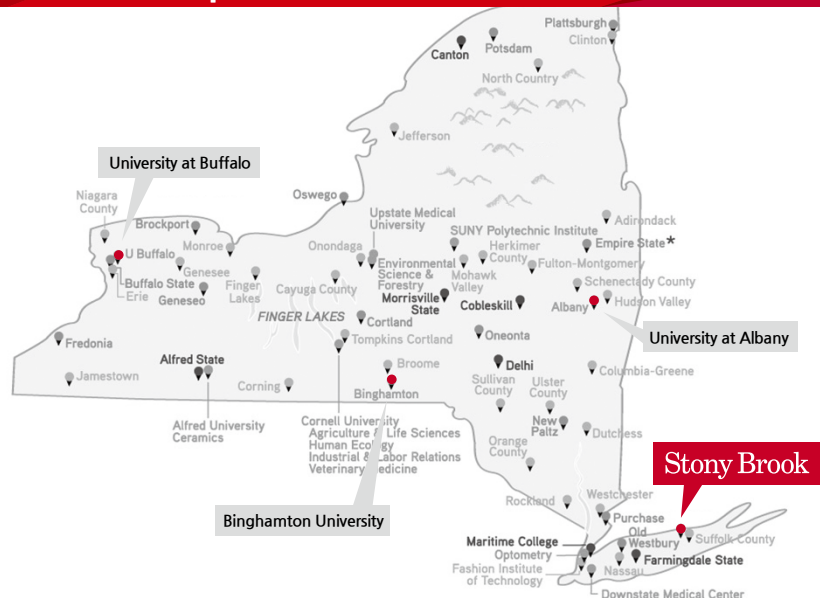 Plattsburgh
Clinton
Canton
Potsdam
North Country
Jefferson
University at Buffalo
Niagara
County
Oswego
Brockport
Upstate Medical
University
Adirondack
SUNY Polytechnic Institute
Monroe
Onondaga
Herkimer
County
Empire State*
U Buffalo
Environmental
Science &
Forestry
Mohawk
Valley
Fulton-Montgomery
Genesee
Buffalo State
Erie
Geneseo
Finger
Lakes
Cayuga County
Schenectady County
Morrisville
State
Cobleskill
Albany
Hudson Valley
FINGER LAKES
Cortland
University at Albany
Fredonia
Tompkins Cortland
Oneonta
Alfred State
Broome
Delhi
Columbia-Greene
Jamestown
Corning
Binghamton
Sullivan
County
Ulster
County
Alfred University
Ceramics
Cornell University
Agriculture & Life Sciences
Human Ecology
Industrial & Labor Relations
Veterinary Medicine
New
Paltz
Dutchess
Orange
County
Stony Brook
Rockland
Westchester
Binghamton University
Purchase
Old
Westbury
Suffolk County
Maritime College
Optometry
Farmingdale State
Fashion Institute
of Technology
Nassau
Downstate Medical Center